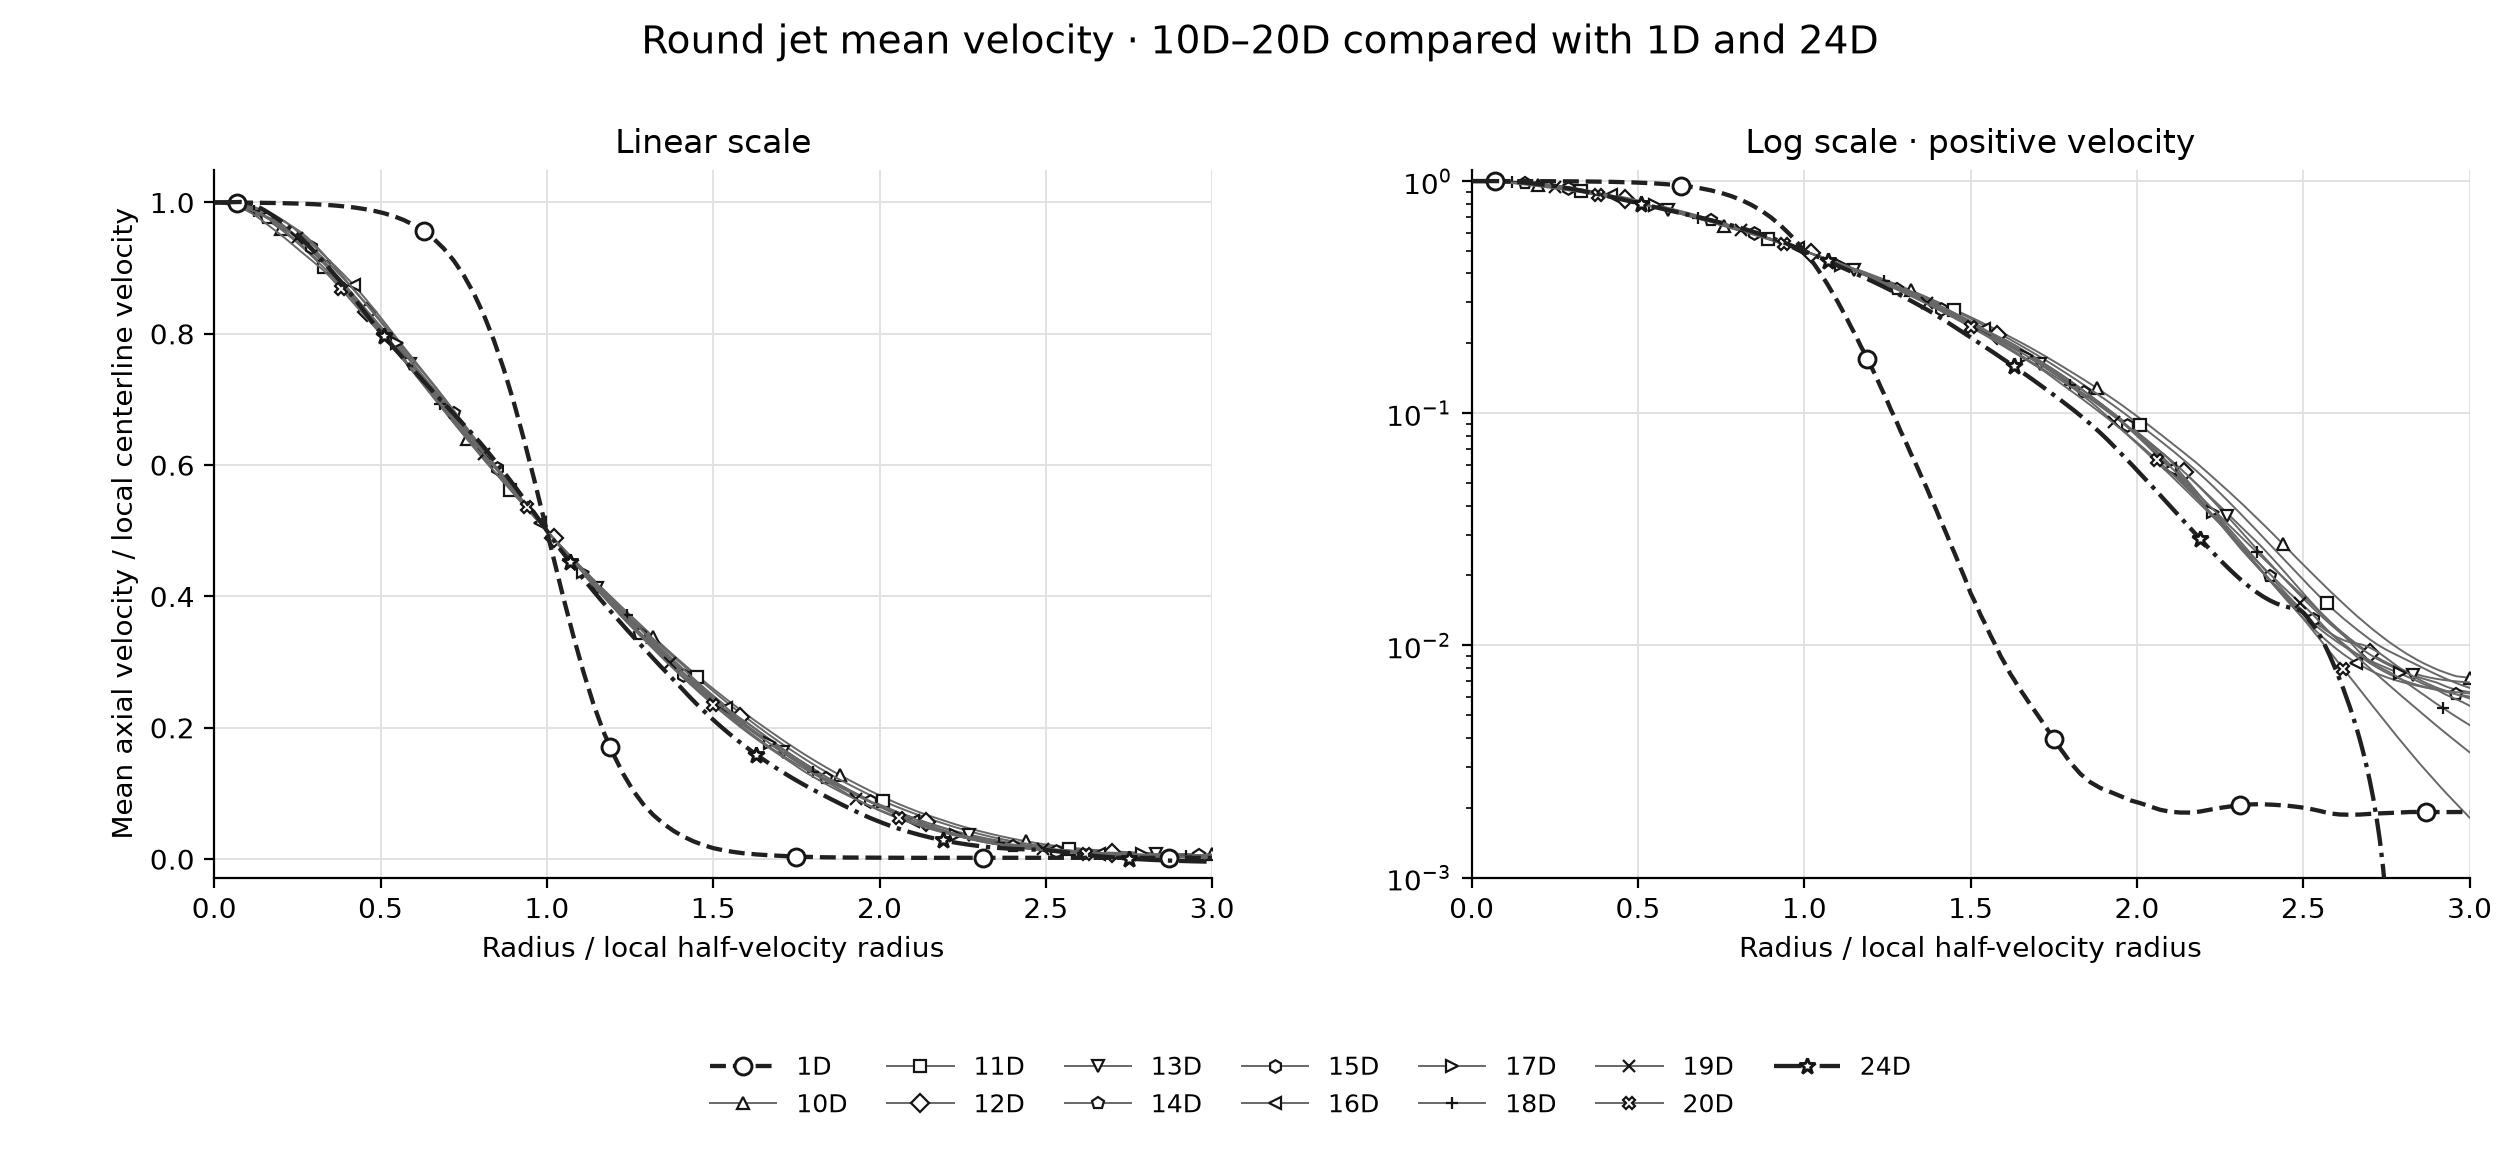 Round jet mean velocity · 10D–20D compared with 1D and 24D
Linear scale
Mean axial velocity / local centerline velocity
1.0
0.8
0.6
0.4
0.2
0.0
0.0 0.5 1.0 1.5 2.0 2.5 3.0
Radius / local half-velocity radius
Log scale · positive velocity
10⁰
10⁻¹
10⁻²
10⁻³
0.0 0.5 1.0 1.5 2.0 2.5 3.0
Radius / local half-velocity radius
1D 11D 13D 15D 17D 19D 24D
10D 12D 14D 16D 18D 20D